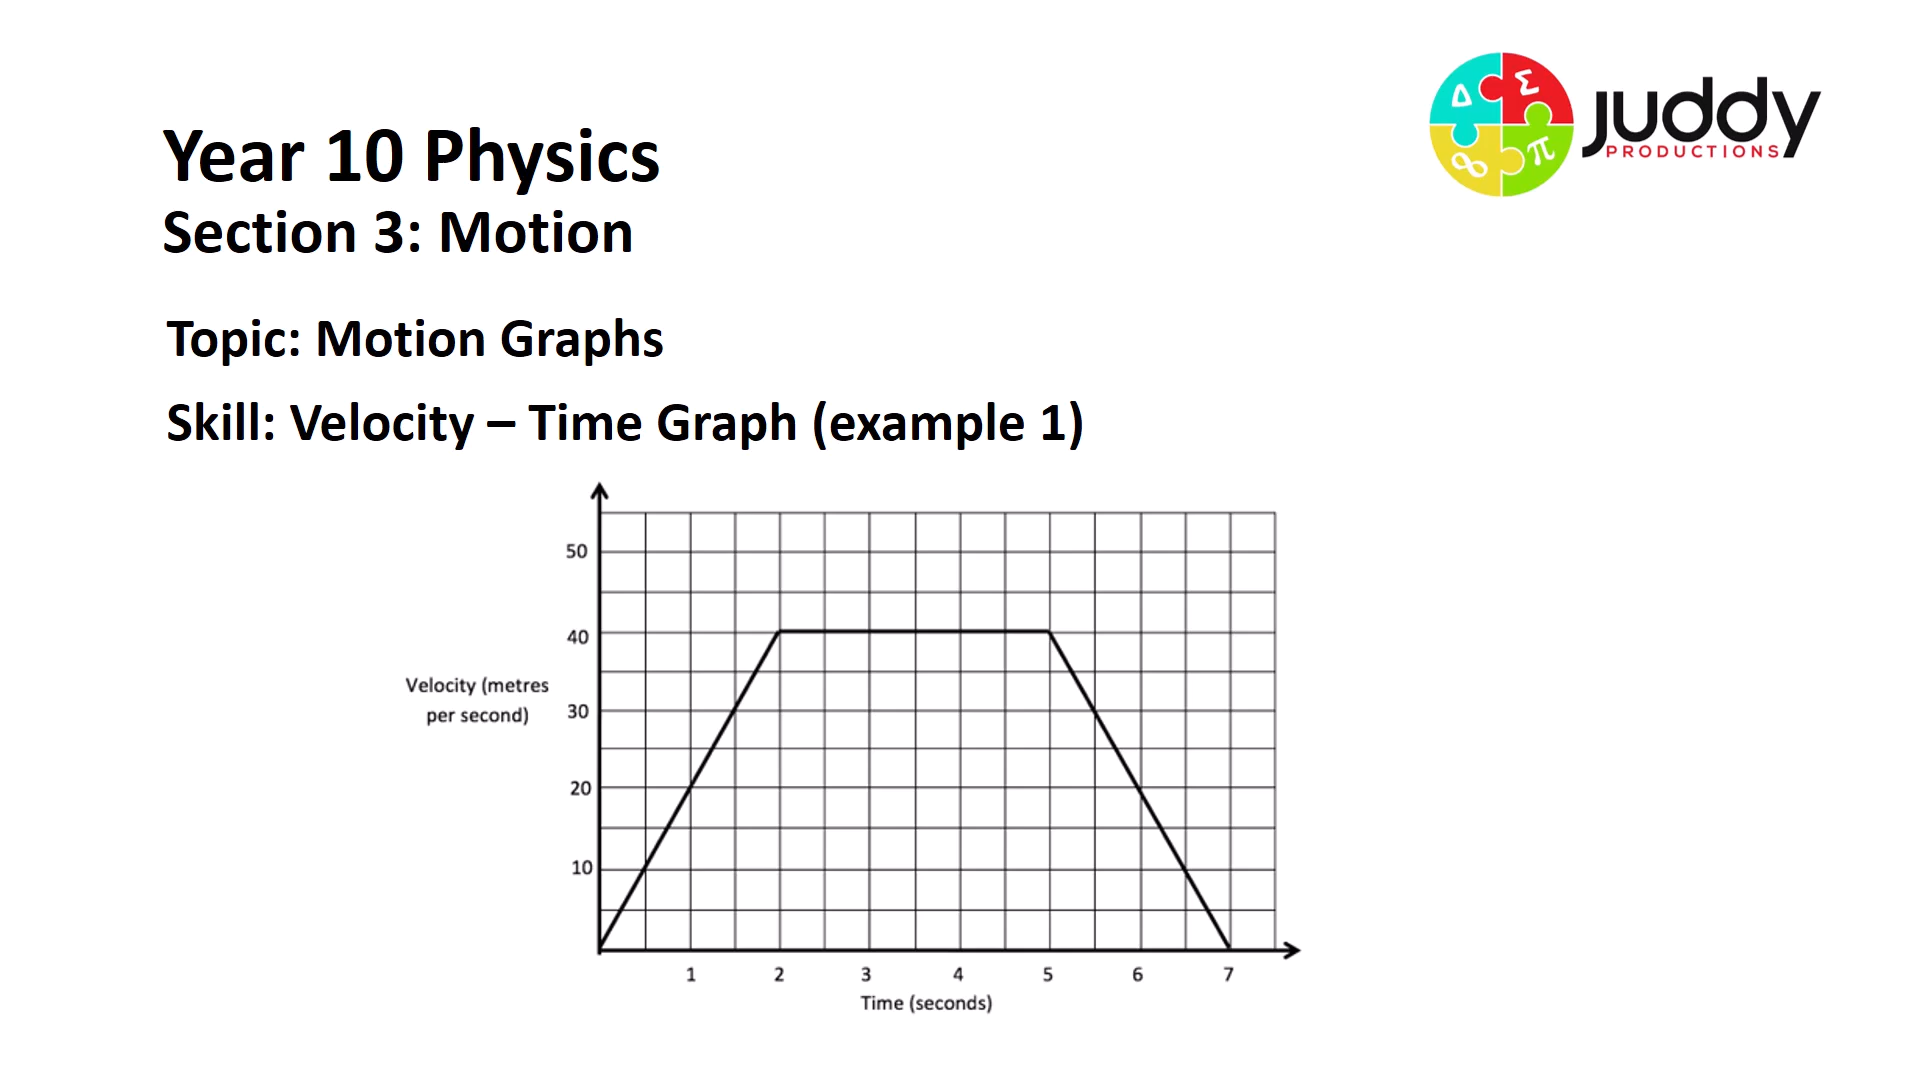 Δ Σ
∞ π
juddy
PRODUCTIONS
Year 10 Physics
Section 3: Motion
Topic: Motion Graphs
Skill: Velocity – Time Graph (example 1)
50
40
Velocity (metres
per second)
30
20
10
1 2 3 4 5 6 7
Time (seconds)